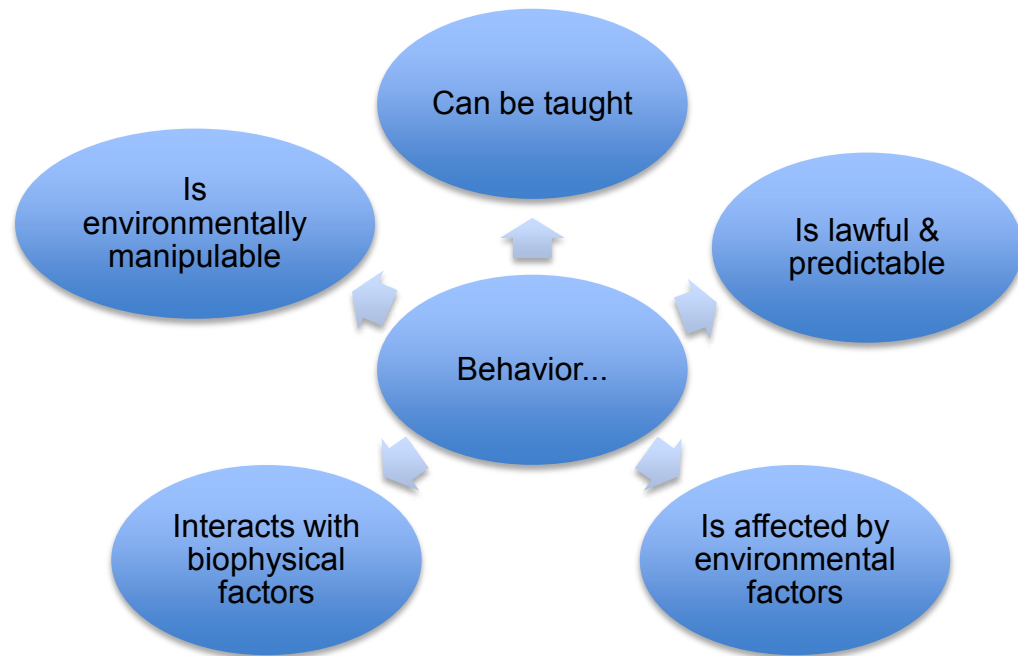 Can be taught
Is
environmentally
manipulable
Is lawful &
predictable
Behavior...
Interacts with
biophysical
factors
Is affected by
environmental
factors